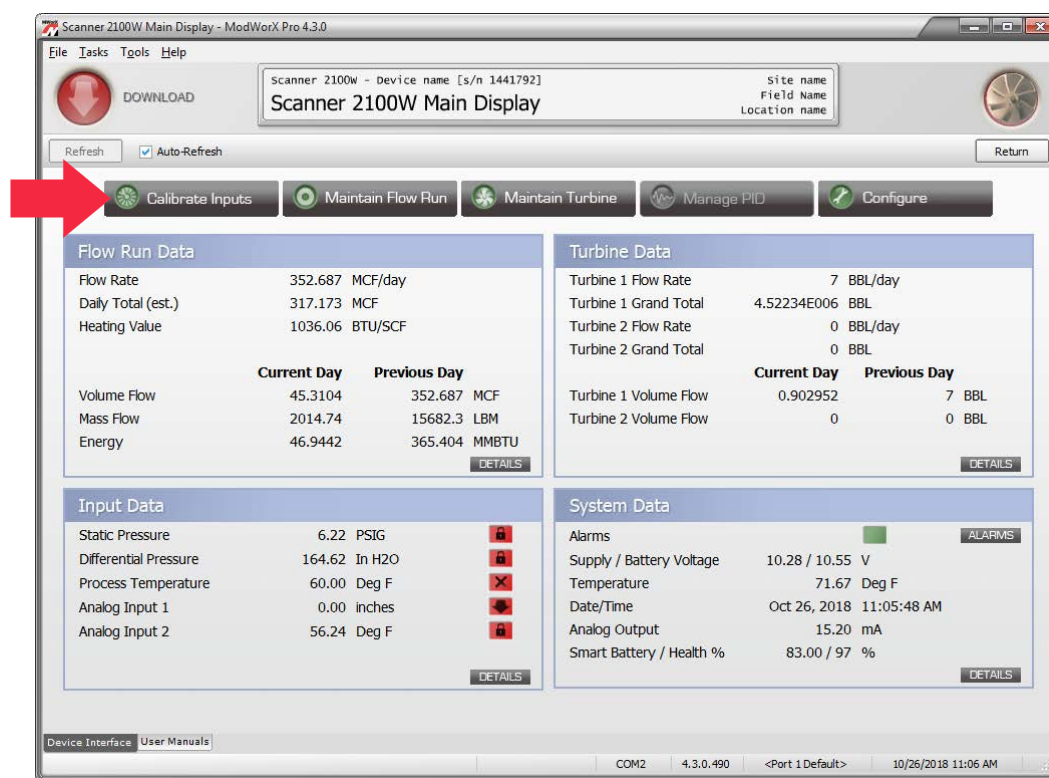 Scanner 2100W Main Display - ModWorX Pro 4.3.0
File Tasks Tools Help
DOWNLOAD
Scanner 2100W - Device name [s/n 1441792]
Scanner 2100W Main Display
Site name
Field Name
Location name
Refresh Auto-Refresh Return
Calibrate Inputs Maintain Flow Run Maintain Turbine Manage PID Configure
Flow Run Data
Flow Rate 352.687 MCF/day
Daily Total (est.) 317.173 MCF
Heating Value 1036.06 BTU/SCF
Current Day Previous Day
Volume Flow 45.3104 352.687 MCF
Mass Flow 2014.74 15682.3 LBM
Energy 46.9442 365.404 MMBTU
DETAILS
Turbine Data
Turbine 1 Flow Rate 7 BBL/day
Turbine 1 Grand Total 4.52234E006 BBL
Turbine 2 Flow Rate 0 BBL/day
Turbine 2 Grand Total 0 BBL
Current Day Previous Day
Turbine 1 Volume Flow 0.902952 7 BBL
Turbine 2 Volume Flow 0 0 BBL
DETAILS
Input Data
Static Pressure 6.22 PSIG
Differential Pressure 164.62 In H2O
Process Temperature 60.00 Deg F
Analog Input 1 0.00 inches
Analog Input 2 56.24 Deg F
DETAILS
System Data
Alarms ALARMS
Supply / Battery Voltage 10.28 / 10.55 V
Temperature 71.67 Deg F
Date/Time Oct 26, 2018 11:05:48 AM
Analog Output 15.20 mA
Smart Battery / Health % 83.00 / 97 %
DETAILS
Device Interface User Manuals
COM2 4.3.0.490 <Port 1 Default> 10/26/2018 11:06 AM